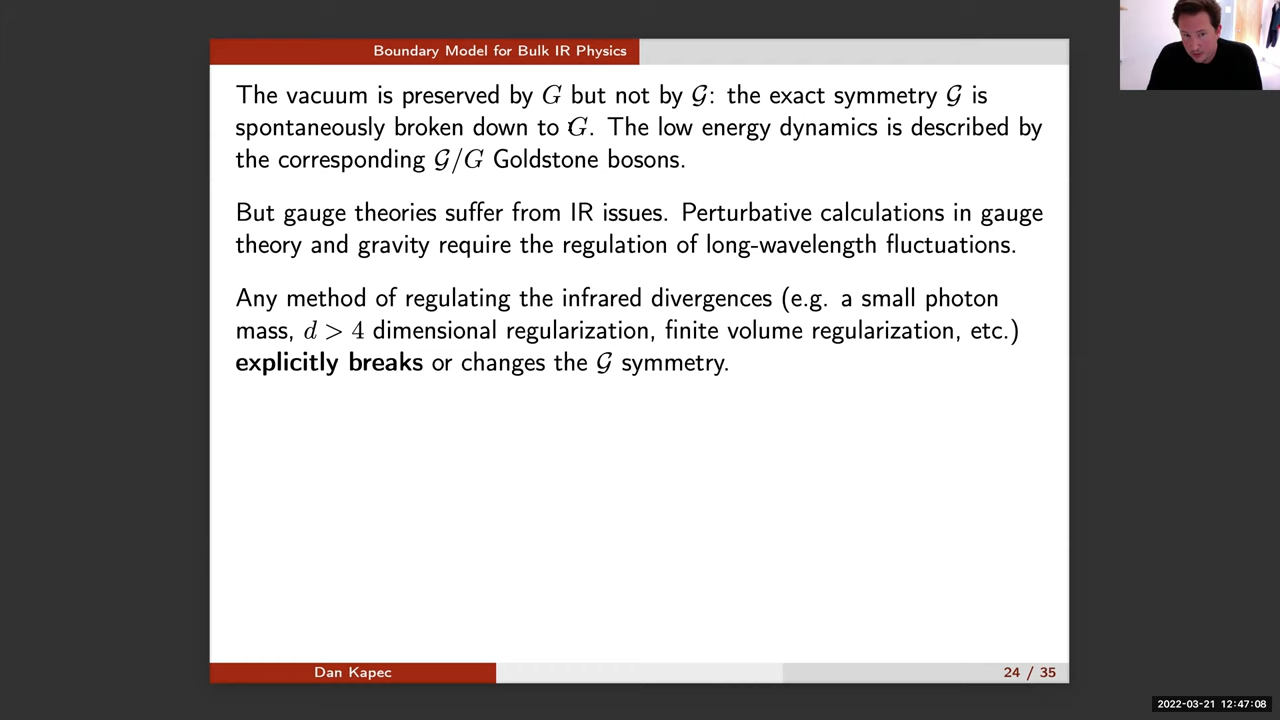 Boundary Model for Bulk IR Physics
The vacuum is preserved by G but not by 𝒢: the exact symmetry 𝒢 is
spontaneously broken down to G. The low energy dynamics is described by
the corresponding 𝒢/G Goldstone bosons.
But gauge theories suffer from IR issues. Perturbative calculations in gauge
theory and gravity require the regulation of long-wavelength fluctuations.
Any method of regulating the infrared divergences (e.g. a small photon
mass, d > 4 dimensional regularization, finite volume regularization, etc.)
explicitly breaks or changes the 𝒢 symmetry.
Dan Kapec
24 / 35
2022-03-21 12:47:08